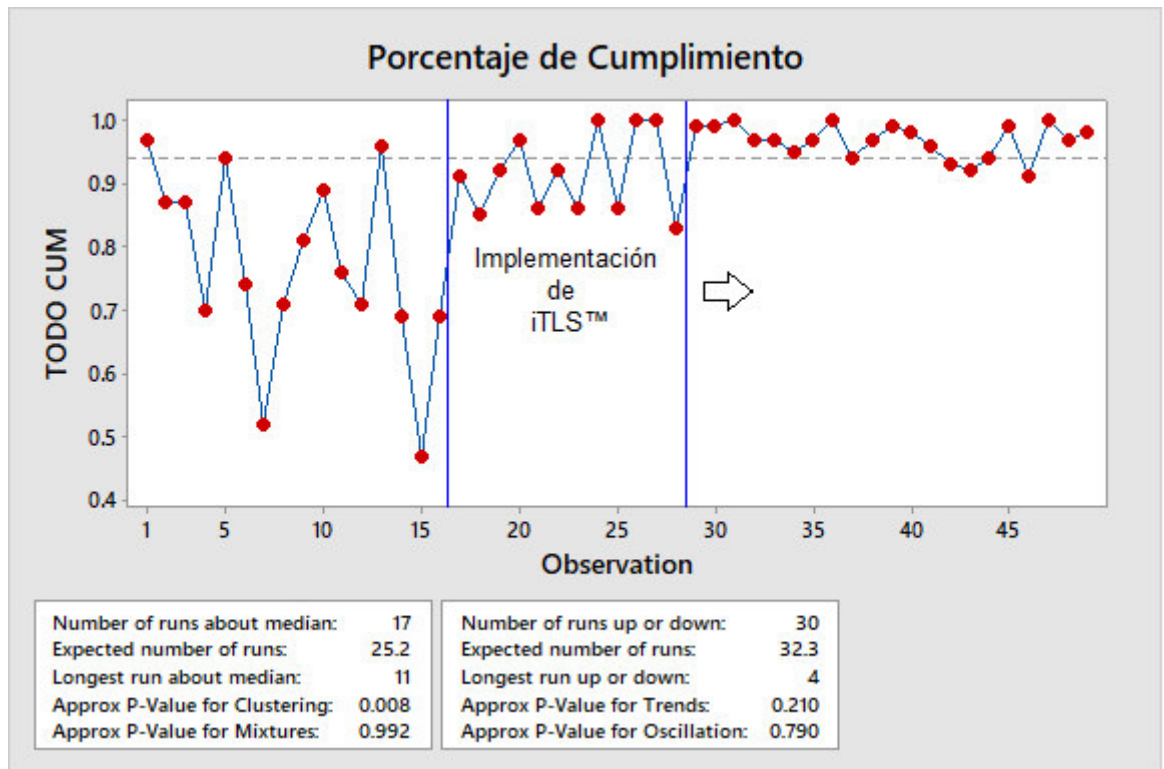 Porcentaje de Cumplimiento
TODO CUM
1.0
0.9
0.8
0.7
0.6
0.5
0.4
Implementación
de
iTLS™
1 5 10 15 20 25 30 35 40 45
Observation
Number of runs about median: 17
Expected number of runs: 25.2
Longest run about median: 11
Approx P-Value for Clustering: 0.008
Approx P-Value for Mixtures: 0.992
Number of runs up or down: 30
Expected number of runs: 32.3
Longest run up or down: 4
Approx P-Value for Trends: 0.210
Approx P-Value for Oscillation: 0.790